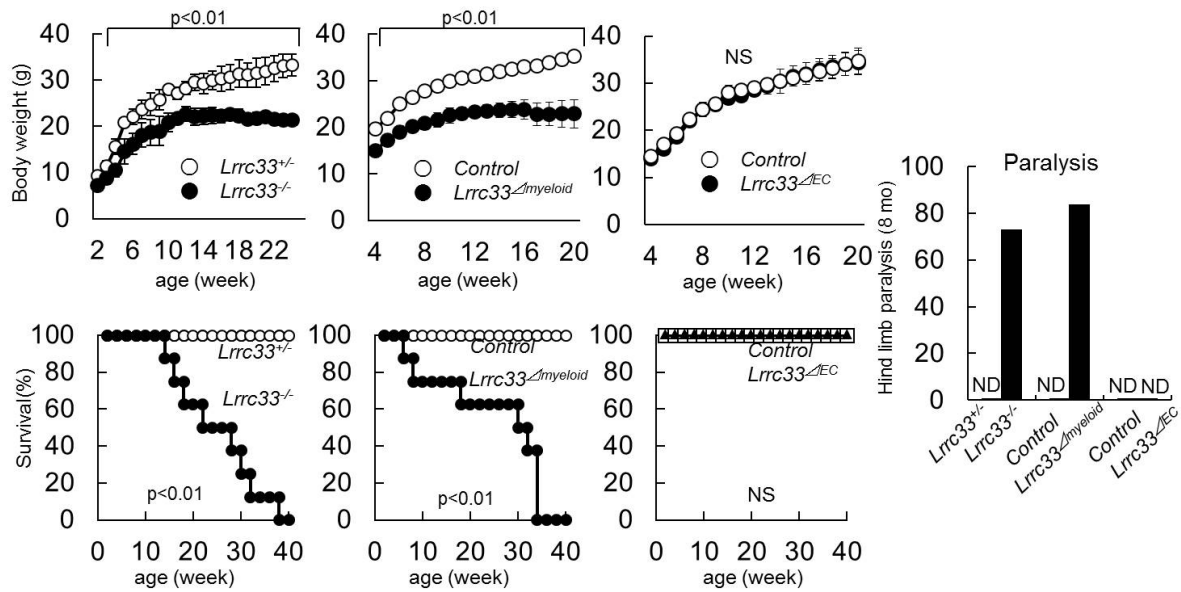 p<0.01
Body weight (g)
40
30
20
10
0
Lrrc33+/-
Lrrc33-/-
2 6 10 14 18 22
age (week)
p<0.01
40
30
20
10
0
Control
Lrrc33⊿myeloid
4 8 12 16 20
age (week)
NS
40
30
20
10
0
Control
Lrrc33⊿EC
4 8 12 16 20
age (week)
Survival(%)
100
80
60
40
20
0
Lrrc33+/-
Lrrc33-/-
p<0.01
0 10 20 30 40
age (week)
100
80
60
40
20
0
Control
Lrrc33⊿myeloid
p<0.01
0 10 20 30 40
age (week)
100
80
60
40
20
0
Control
Lrrc33⊿EC
NS
0 10 20 30 40
age (week)
Paralysis
Hind limb paralysis (8 mo)
100
80
60
40
20
0
ND ND ND ND
Lrrc33+/-
Lrrc33-/-
Control
Lrrc33⊿myeloid
Control
Lrrc33⊿EC